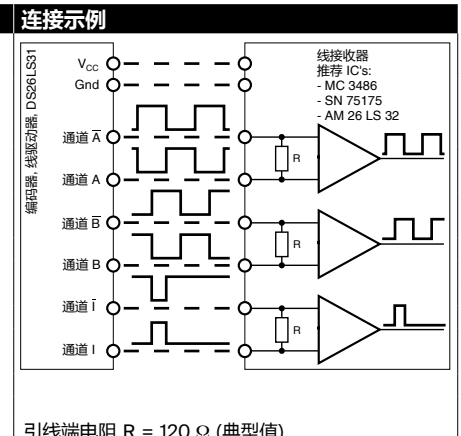 连接示例
编码器, 线驱动器, DS26LS31
VCC
Gnd
通道 A̅
通道 A
通道 B̅
通道 B
通道 I̅
通道 I
线接收器
推荐 IC's:
- MC 3486
- SN 75175
- AM 26 LS 32
R
R
R
引线端电阻 R = 120 Ω (典型值)